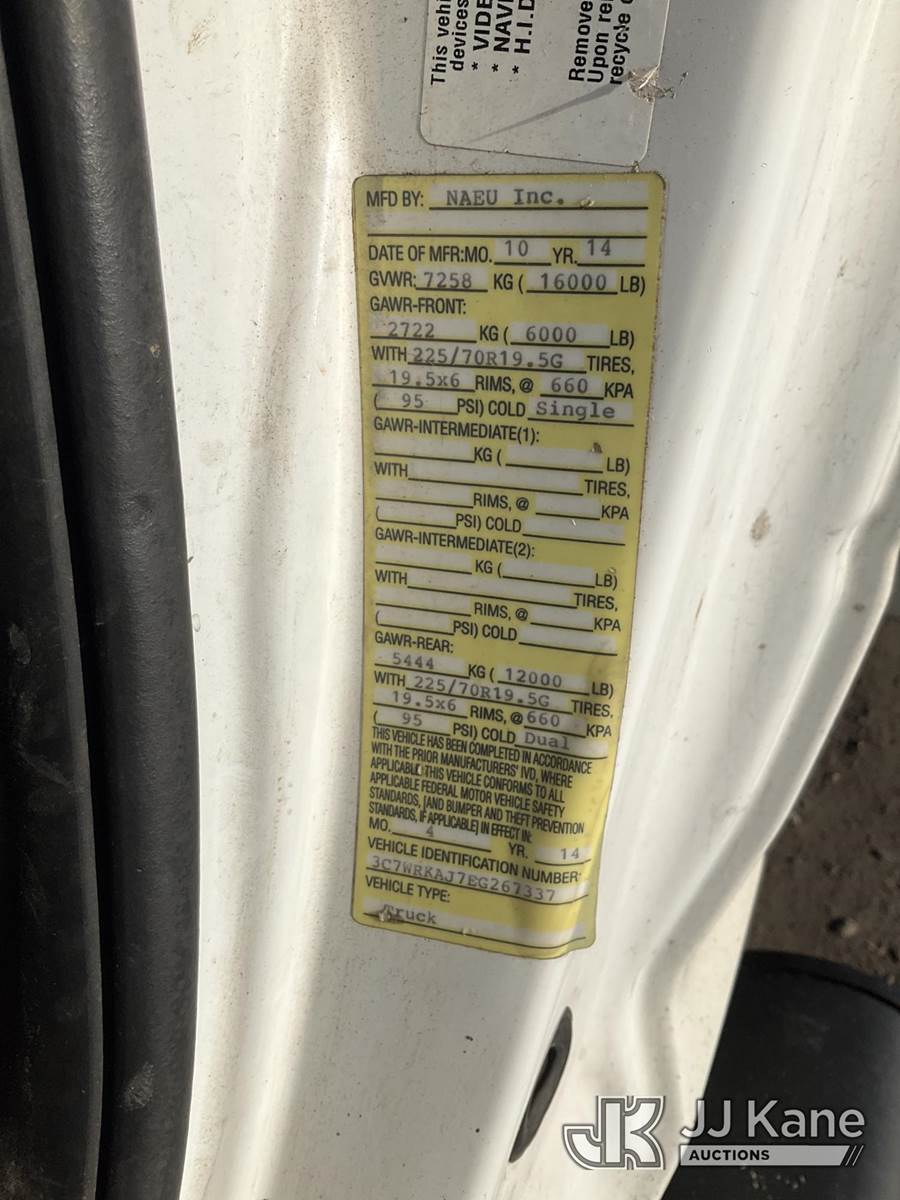 This vehi
devices
* VIDE
* NAVI
* H.I.D
Remove
Upon rep
recycle o
MFD BY: NAEU Inc.
DATE OF MFR:MO. 10 YR. 14
GVWR: 7258 KG ( 16000 LB)
GAWR-FRONT:
2722 KG ( 6000 LB)
WITH 225/70R19.5G TIRES,
19.5x6 RIMS, @ 660 KPA
( 95 PSI) COLD Single
GAWR-INTERMEDIATE(1):
KG ( LB)
WITH TIRES,
RIMS, @ KPA
( PSI) COLD
GAWR-INTERMEDIATE(2):
KG ( LB)
WITH TIRES,
RIMS, @ KPA
( PSI) COLD
GAWR-REAR:
5444 KG ( 12000 LB)
WITH 225/70R19.5G TIRES,
19.5x6 RIMS, @ 660 KPA
( 95 PSI) COLD Dual
THIS VEHICLE HAS BEEN COMPLETED IN ACCORDANCE
WITH THE PRIOR MANUFACTURERS' IVD, WHERE
APPLICABLE. THIS VEHICLE CONFORMS TO ALL
APPLICABLE FEDERAL MOTOR VEHICLE SAFETY
STANDARDS, [AND BUMPER AND THEFT PREVENTION
STANDARDS, IF APPLICABLE] IN EFFECT IN:
MO. 4 YR. 14
VEHICLE IDENTIFICATION NUMBER:
3C7WRKAJ7EG267337
VEHICLE TYPE:
Truck
JK JJ Kane
AUCTIONS